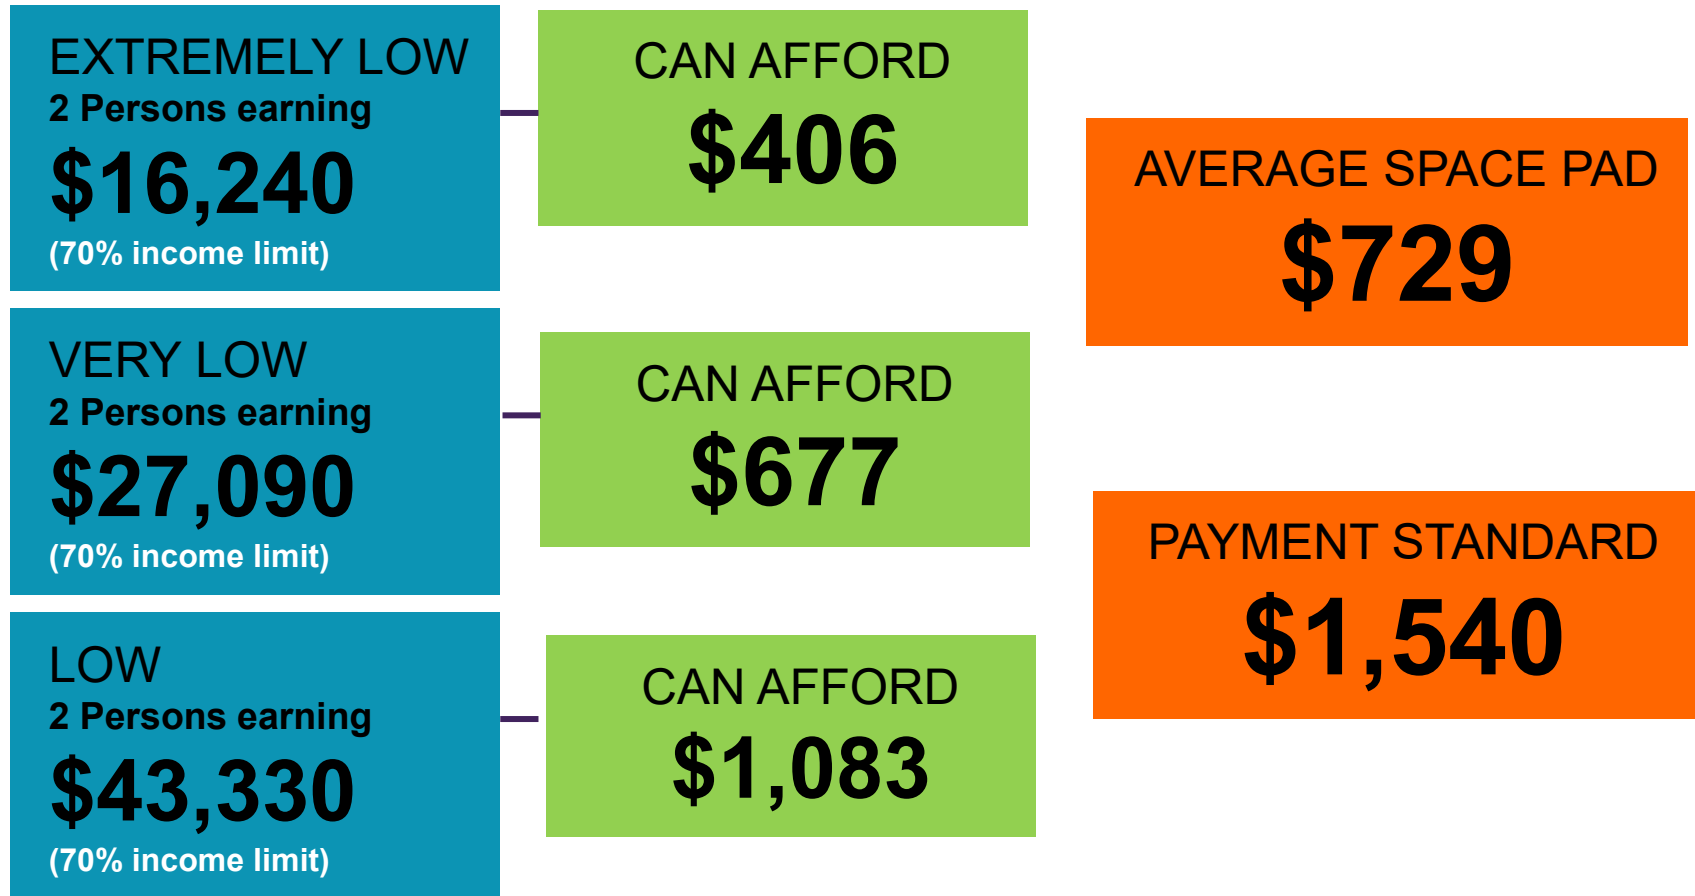 EXTREMELY LOW
2 Persons earning
$16,240
(70% income limit)
CAN AFFORD
$406
VERY LOW
2 Persons earning
$27,090
(70% income limit)
CAN AFFORD
$677
LOW
2 Persons earning
$43,330
(70% income limit)
CAN AFFORD
$1,083
AVERAGE SPACE PAD
$729
PAYMENT STANDARD
$1,540